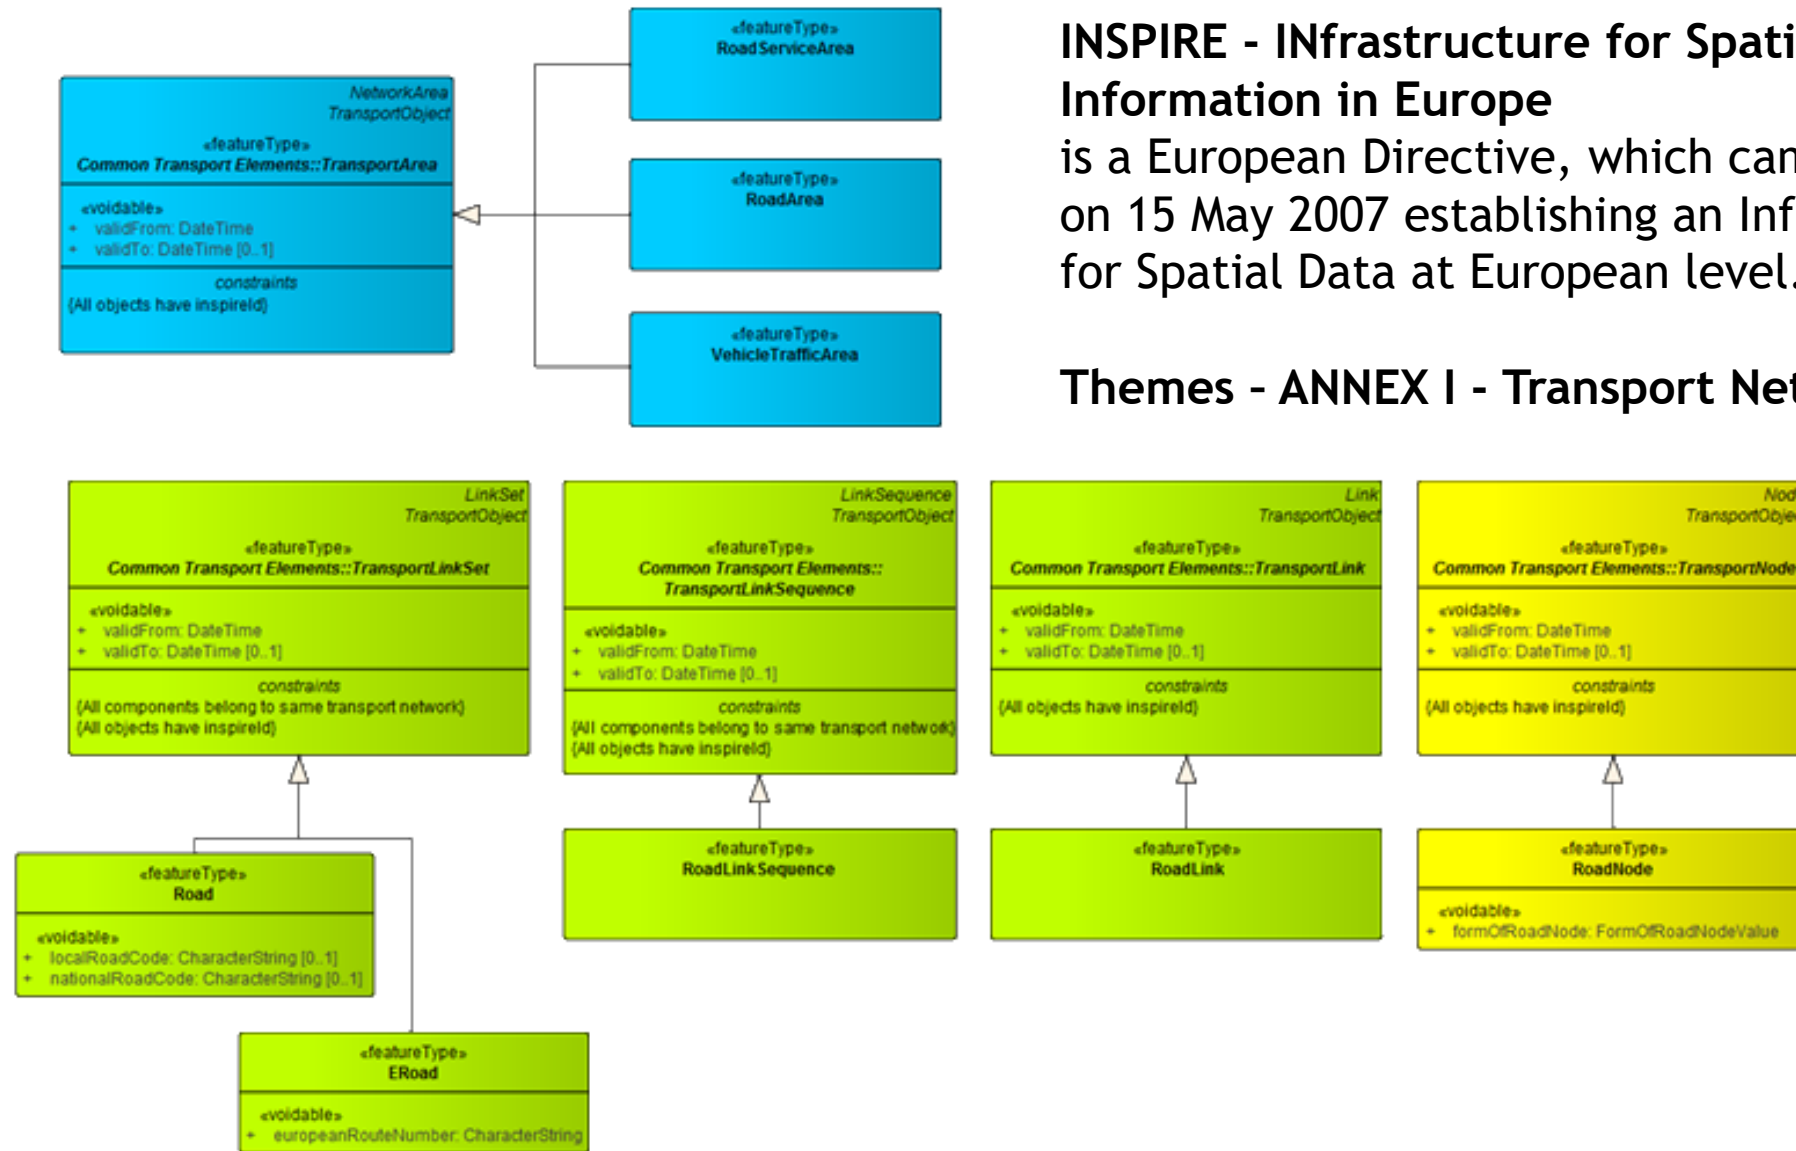 «featureType»
RoadServiceArea
NetworkArea
TransportObject
«featureType»
Common Transport Elements::TransportArea
«voidable»
+ validFrom: DateTime
+ validTo: DateTime [0..1]
constraints
{All objects have inspireId}
«featureType»
RoadArea
«featureType»
VehicleTrafficArea
INSPIRE - INfrastructure for Spati
Information in Europe
is a European Directive, which cam
on 15 May 2007 establishing an Inf
for Spatial Data at European level.
Themes – ANNEX I - Transport Net
LinkSet
TransportObject
«featureType»
Common Transport Elements::TransportLinkSet
«voidable»
+ validFrom: DateTime
+ validTo: DateTime [0..1]
constraints
{All components belong to same transport network}
{All objects have inspireId}
LinkSequence
TransportObject
«featureType»
Common Transport Elements::
TransportLinkSequence
«voidable»
+ validFrom: DateTime
+ validTo: DateTime [0..1]
constraints
{All components belong to same transport network}
{All objects have inspireId}
Link
TransportObject
«featureType»
Common Transport Elements::TransportLink
«voidable»
+ validFrom: DateTime
+ validTo: DateTime [0..1]
constraints
{All objects have inspireId}
Nod
TransportObjec
«featureType»
Common Transport Elements::TransportNode
«voidable»
+ validFrom: DateTime
+ validTo: DateTime [0..1]
constraints
{All objects have inspireId}
«featureType»
Road
«voidable»
+ localRoadCode: CharacterString [0..1]
+ nationalRoadCode: CharacterString [0..1]
«featureType»
RoadLinkSequence
«featureType»
RoadLink
«featureType»
RoadNode
«voidable»
+ formOfRoadNode: FormOfRoadNodeValue
«featureType»
ERoad
«voidable»
+ europeanRouteNumber: CharacterString